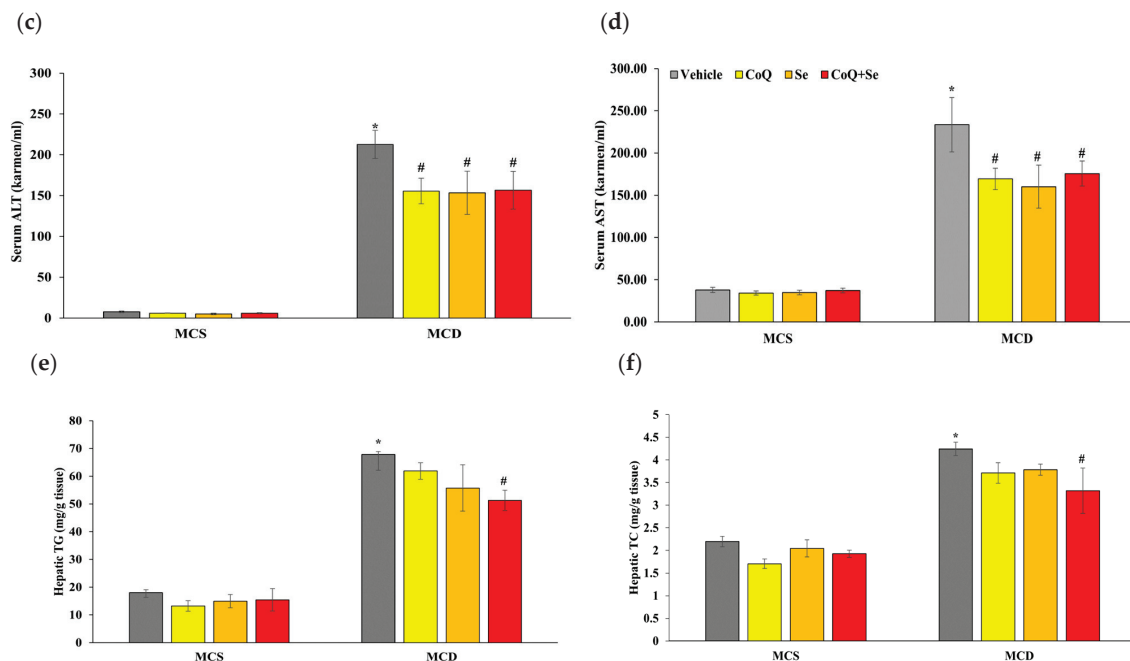 (c)
300
250
200
150
100
50
0
Serum ALT (karmen/ml)
*
#
#
#
MCS
MCD
(d)
Vehicle CoQ Se CoQ+Se
300.00
250.00
200.00
150.00
100.00
50.00
0.00
Serum AST (karmen/ml)
*
#
#
#
MCS
MCD
(e)
80
70
60
50
40
30
20
10
0
Hepatic TG (mg/g tissue)
*
#
MCS
MCD
(f)
5
4.5
4
3.5
3
2.5
2
1.5
1
0.5
0
Hepatic TC (mg/g tissue)
*
#
MCS
MCD